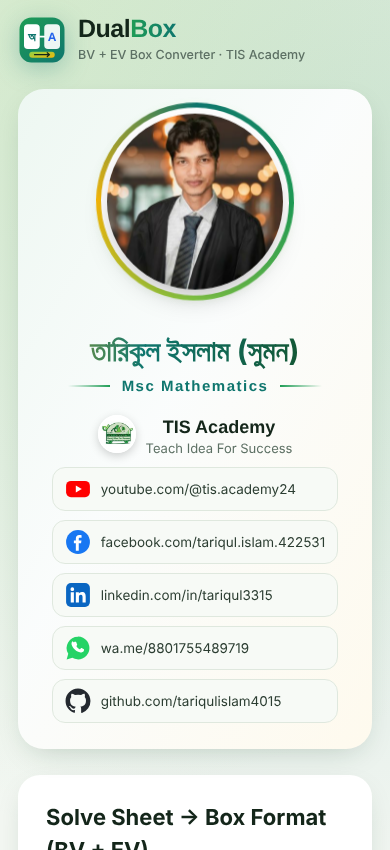 অ A
DualBox
BV + EV Box Converter · TIS Academy
তারিকুল ইসলাম (সুমন)
Msc Mathematics
TIS Academy
Teach Idea For Success
youtube.com/@tis.academy24
facebook.com/tariqul.islam.422531
linkedin.com/in/tariqul3315
wa.me/8801755489719
github.com/tariqulislam4015
Solve Sheet → Box Format
(BV + EV)